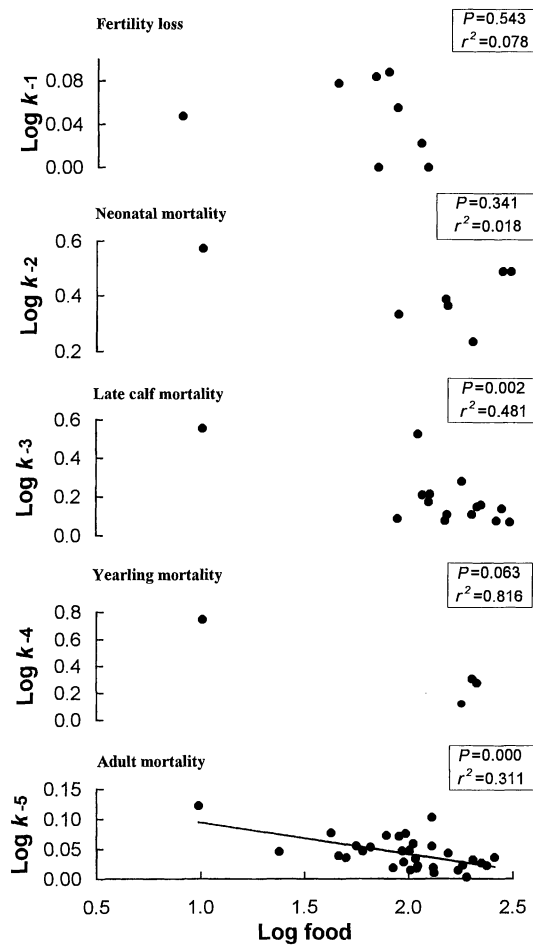 Fertility loss
P=0.543
r²=0.078
Log k-1
0.08
0.04
0.00
Neonatal mortality
P=0.341
r²=0.018
Log k-2
0.6
0.4
0.2
Late calf mortality
P=0.002
r²=0.481
Log k-3
0.6
0.4
0.2
0.0
Yearling mortality
P=0.063
r²=0.816
Log k-4
0.8
0.6
0.4
0.2
0.0
Adult mortality
P=0.000
r²=0.311
Log k-5
0.15
0.10
0.05
0.00
0.5 1.0 1.5 2.0 2.5
Log food